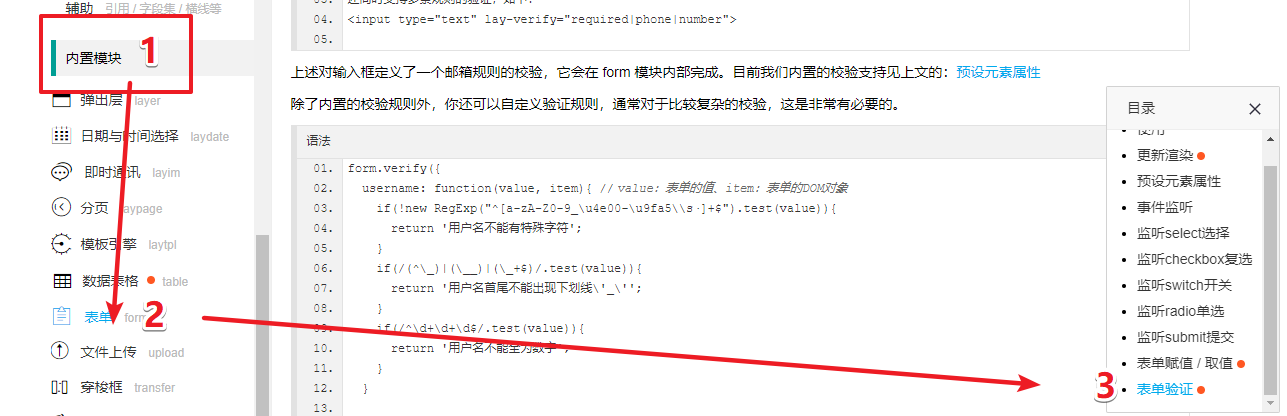 辅助 引用 / 字段集 / 横线等
内置模块
1
弹出层 layer
日期与时间选择 laydate
即时通讯 layim
分页 laypage
模板引擎 laytpl
数据表格 table
表单 form
2
文件上传 upload
穿梭框 transfer
04. <input type="text" lay-verify="required|phone|number">
05.
上述对输入框定义了一个邮箱规则的校验，它会在 form 模块内部完成。目前我们内置的校验支持见上文的：预设元素属性
除了内置的校验规则外，你还可以自定义验证规则，通常对于比较复杂的校验，这是非常有必要的。
语法
01. form.verify({
02. username: function(value, item){ //value：表单的值、item：表单的DOM对象
03. if(!new RegExp("^[a-zA-Z0-9_\u4e00-\u9fa5\\s·]+$").test(value)){
04. return '用户名不能有特殊字符';
05. }
06. if(/(^\_)|(\__)|(\_+$)/.test(value)){
07. return '用户名首尾不能出现下划线\'_\'';
08. }
09. if(/^\d+\d+\d$/.test(value)){
10. return '用户名不能全为数字';
11. }
12. }
13.
目录
使用
更新渲染
预设元素属性
事件监听
监听select选择
监听checkbox复选
监听switch开关
监听radio单选
监听submit提交
表单赋值 / 取值
3
表单验证